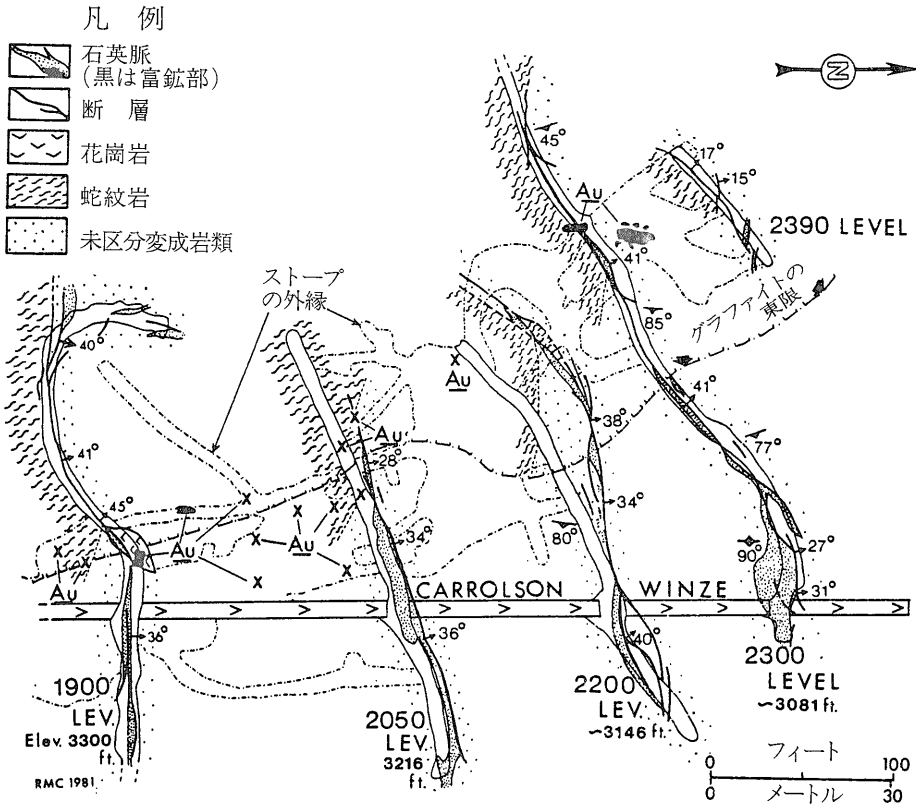 凡 例
石英脈
(黒は富鉱部)
断 層
花崗岩
蛇紋岩
未区分変成岩類
N
45°
17°
15°
Au
2390 LEVEL
41°
ストープ
の外縁
グラファイトの
東限
85°
40°
X
Au
41°
38°
X
Au
28°
77°
41°
45°
X
X
X
X
X
34°
34°
Au
Au
80°
90°
27°
X
X
X
X
X
Au
31°
CARROLSON WINZE
> > > > > > > > > > > >
36°
36°
40°
1900
LEV.
Elev. 3300
ft.
2050
LEV.
3216
ft.
2200
LEV.
~3146 ft.
2300
LEVEL
~3081 ft.
フィート
0 100
メートル
0 30
RMC 1981